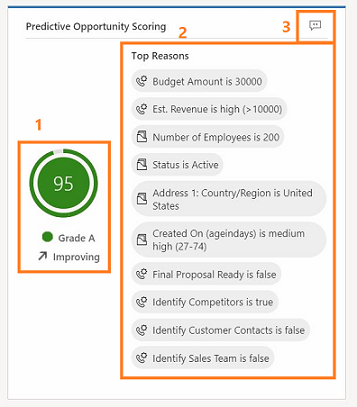 Predictive Opportunity Scoring
3
2
Top Reasons
Budget Amount is 30000
Est. Revenue is high (>10000)
1
Number of Employees is 200
Status is Active
95
Address 1: Country/Region is United
States
Grade A
Created On (ageindays) is medium
high (27-74)
Improving
Final Proposal Ready is false
Identify Competitors is true
Identify Customer Contacts is false
Identify Sales Team is false